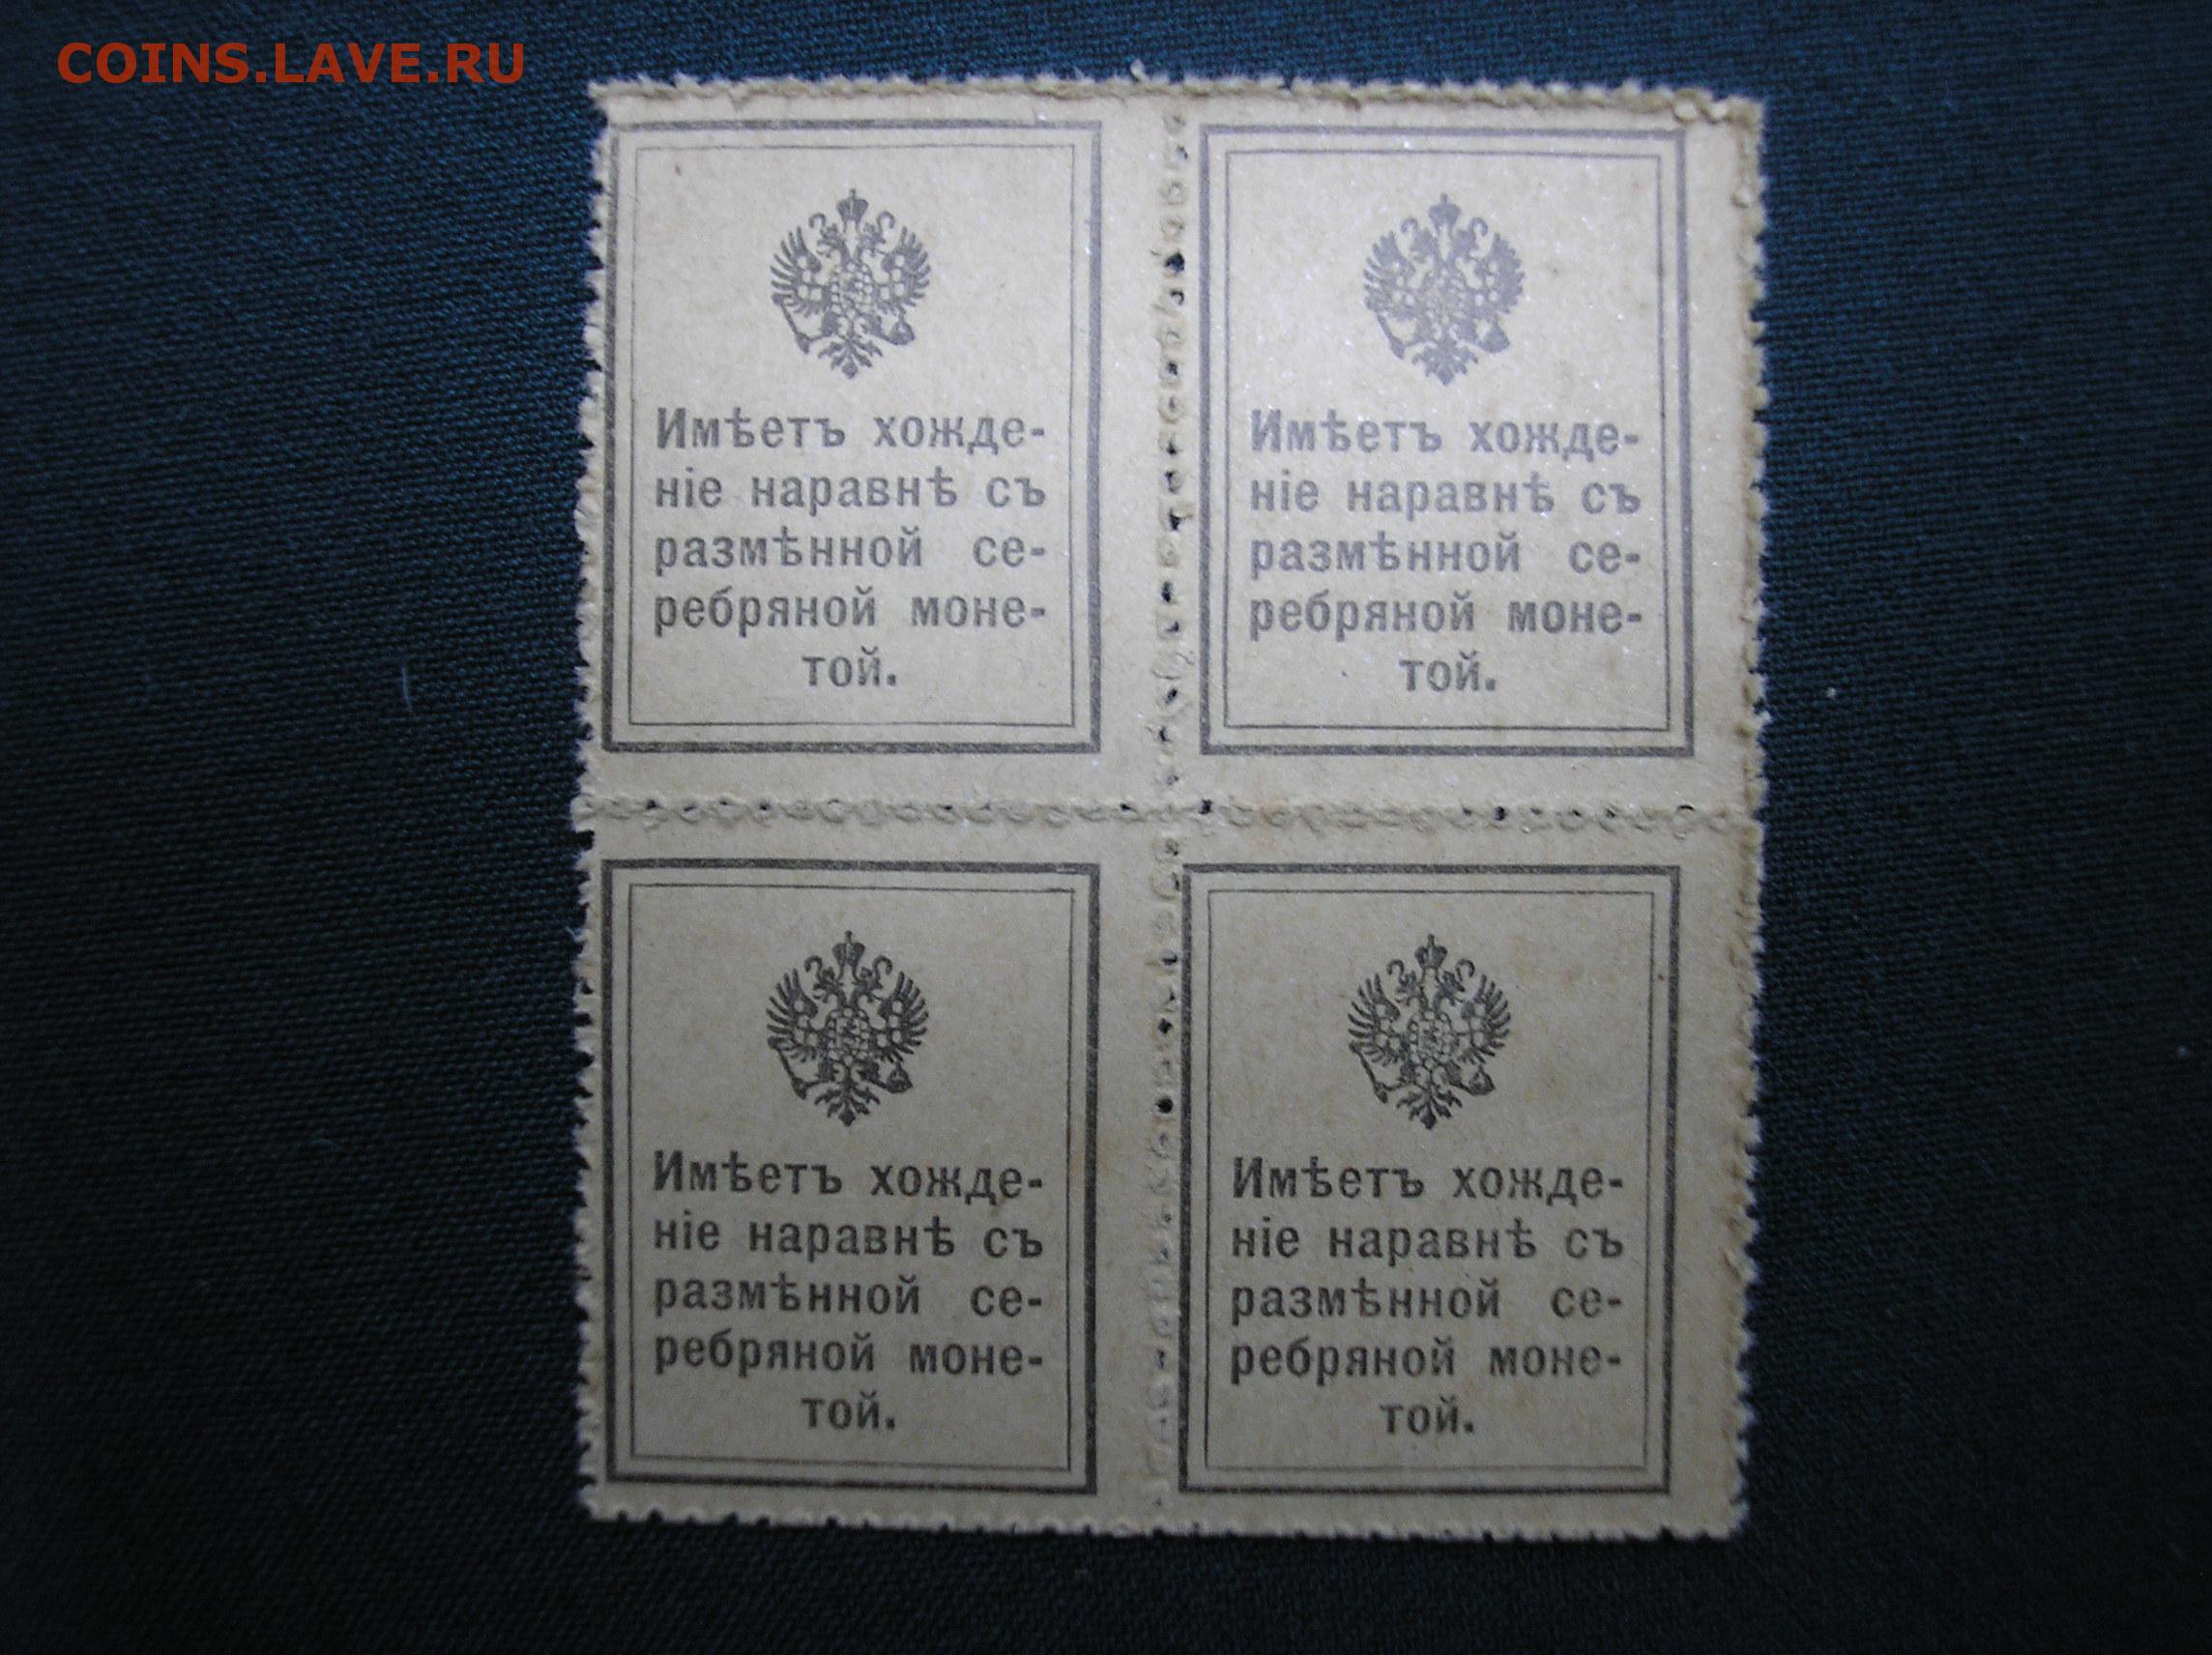 COINS.LAVE.RU
Имѣетъ хожде-
ніе наравнѣ съ
размѣнной се-
ребряной моне-
той.
Имѣетъ хожде-
ніе наравнѣ съ
размѣнной се-
ребряной моне-
той.
Имѣетъ хожде-
ніе наравнѣ съ
размѣнной се-
ребряной моне-
той.
Имѣетъ хожде-
ніе наравнѣ съ
размѣнной се-
ребряной моне-
той.